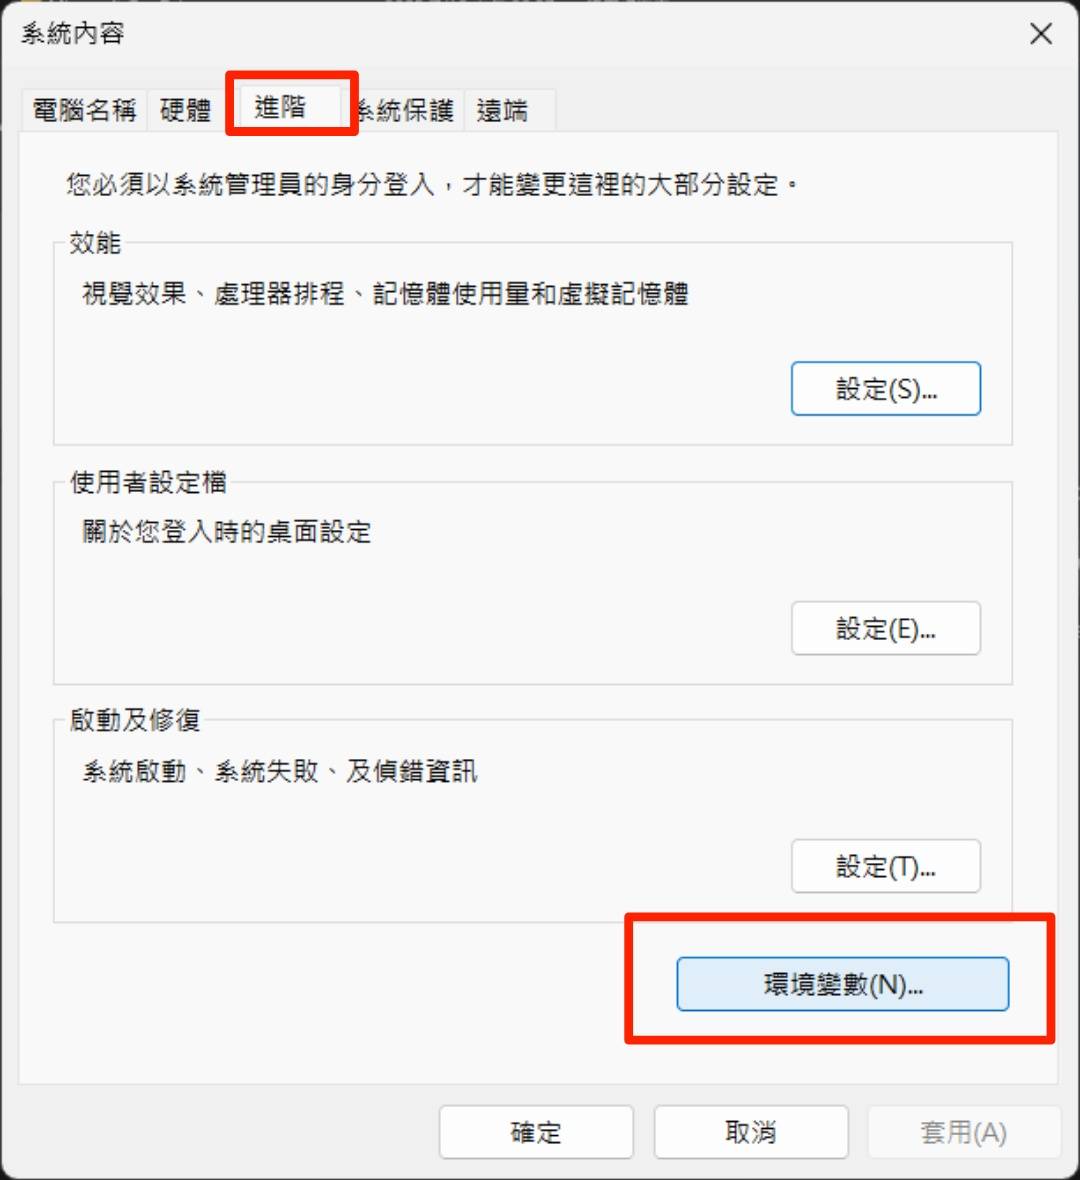 系統內容
電腦名稱 硬體 進階 系統保護 遠端
您必須以系統管理員的身分登入，才能變更這裡的大部分設定。
效能
視覺效果、處理器排程、記憶體使用量和虛擬記憶體
設定(S)...
使用者設定檔
關於您登入時的桌面設定
設定(E)...
啟動及修復
系統啟動、系統失敗、及偵錯資訊
設定(T)...
環境變數(N)...
確定 取消 套用(A)